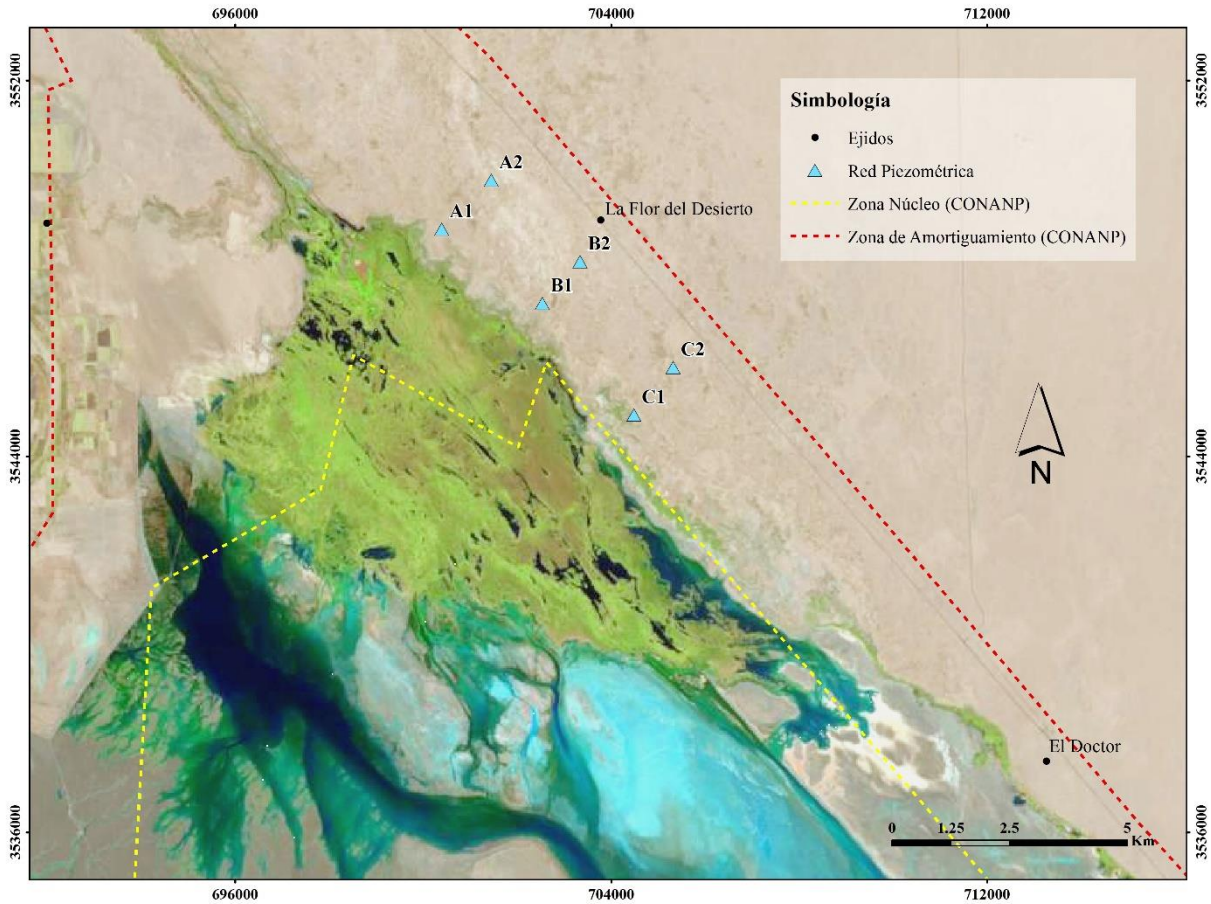 696000
704000
712000
3552000
3552000
Simbología
Ejidos
Red Piezométrica
Zona Núcleo (CONANP)
Zona de Amortiguamiento (CONANP)
A2
A1
La Flor del Desierto
B2
B1
C2
C1
N
3544000
3544000
El Doctor
0 1.25 2.5 5
Km
3536000
3536000
696000
704000
712000